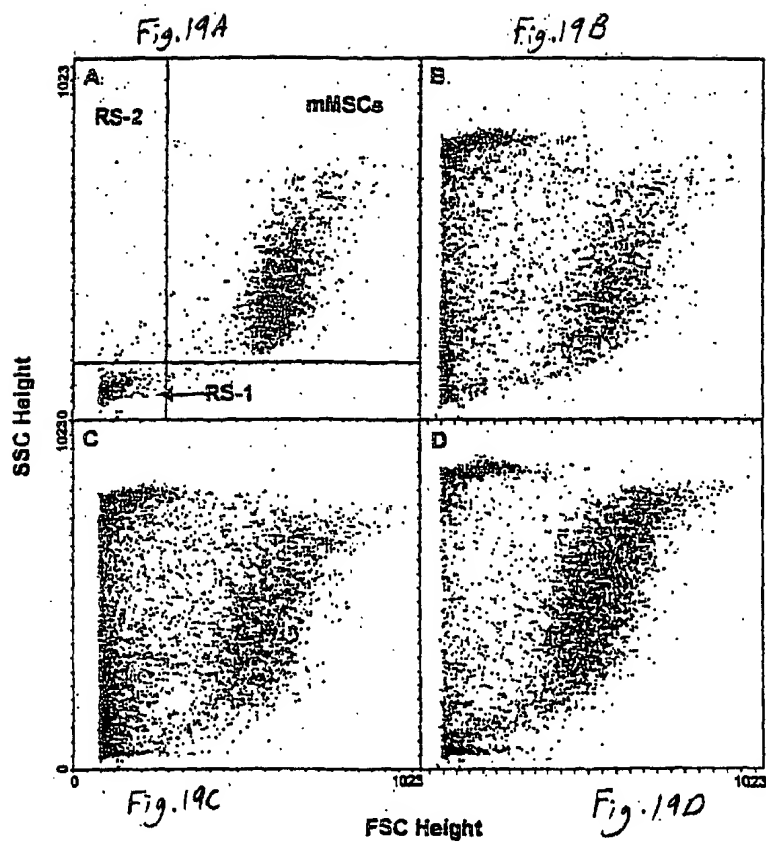 Fig.19A
Fig.19B
1023
A.
RS-2
mMSCs
B.
RS-1
SSC Height
10230
C
D
0
0
1023
1023
Fig.19C
Fig.19D
FSC Height